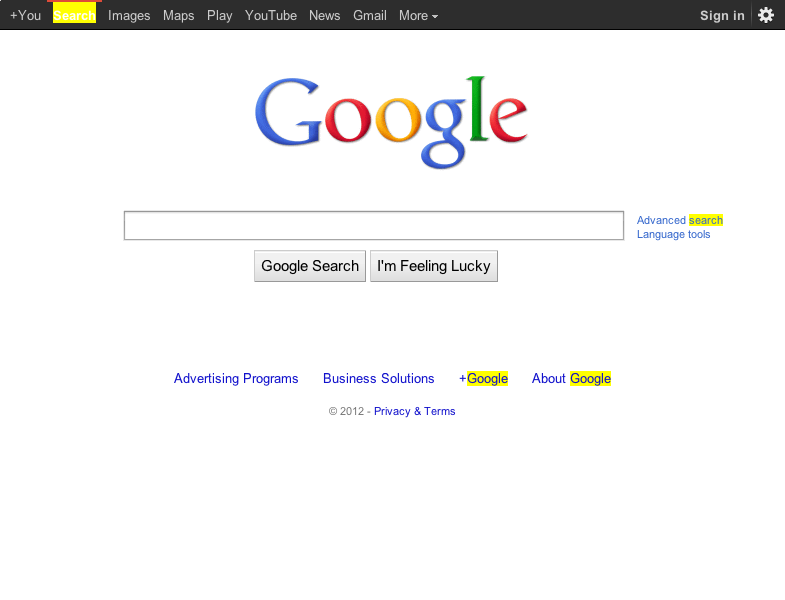 +You Search Images Maps Play YouTube News Gmail More Sign in
Google
Advanced search
Language tools
Google Search I'm Feeling Lucky
Advertising Programs Business Solutions +Google About Google
© 2012 - Privacy & Terms